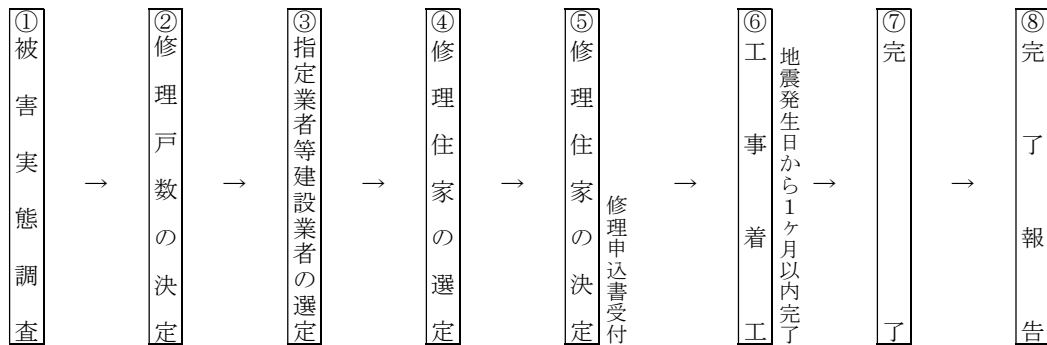 ①被害実態調査
→
②修理戸数の決定
→
③指定業者等建設業者の選定
→
④修理住家の選定
→
⑤修理住家の決定
修理申込書受付
→
⑥工事着工
地震発生日から1ヶ月以内完了
→
⑦完了
→
⑧完了報告